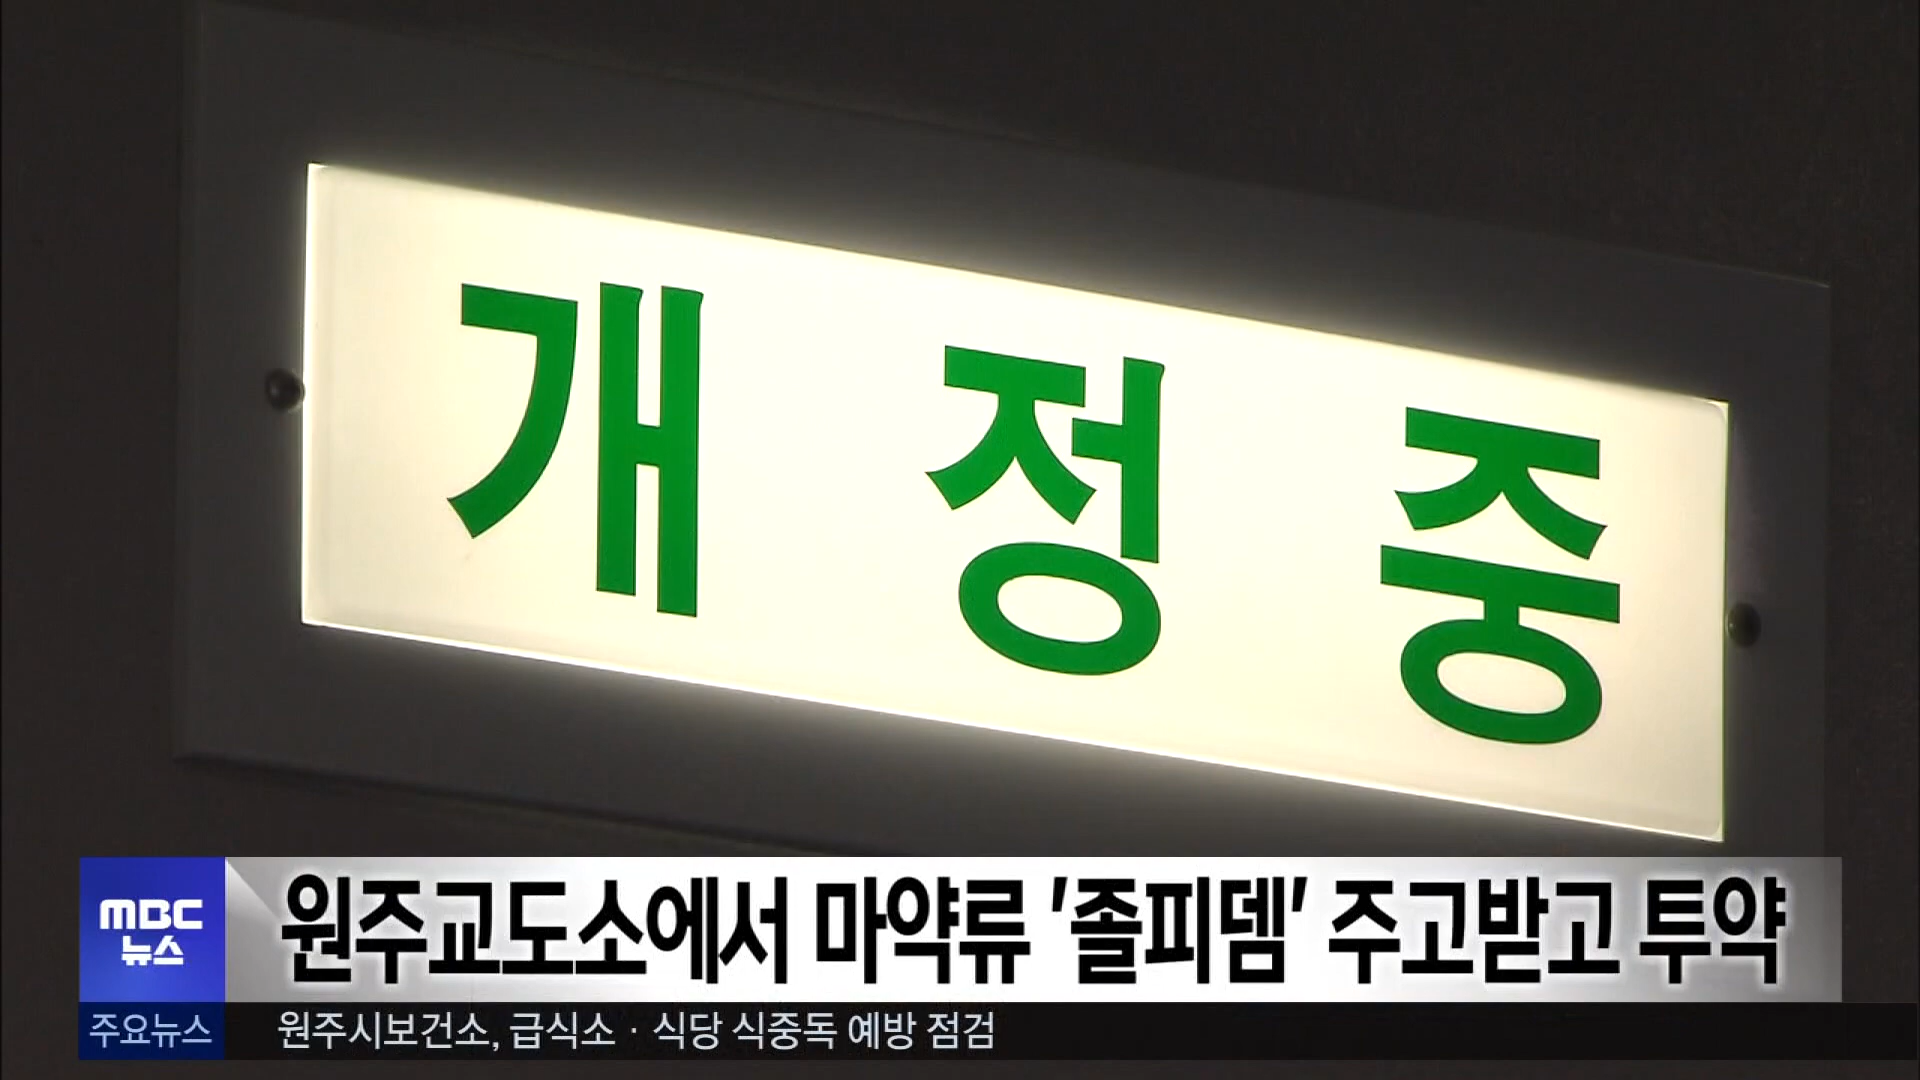 개 정 중
MBC
뉴스
원주교도소에서 마약류 '졸피뎀' 주고받고 투약
주요뉴스
원주시보건소, 급식소 · 식당 식중독 예방 점검